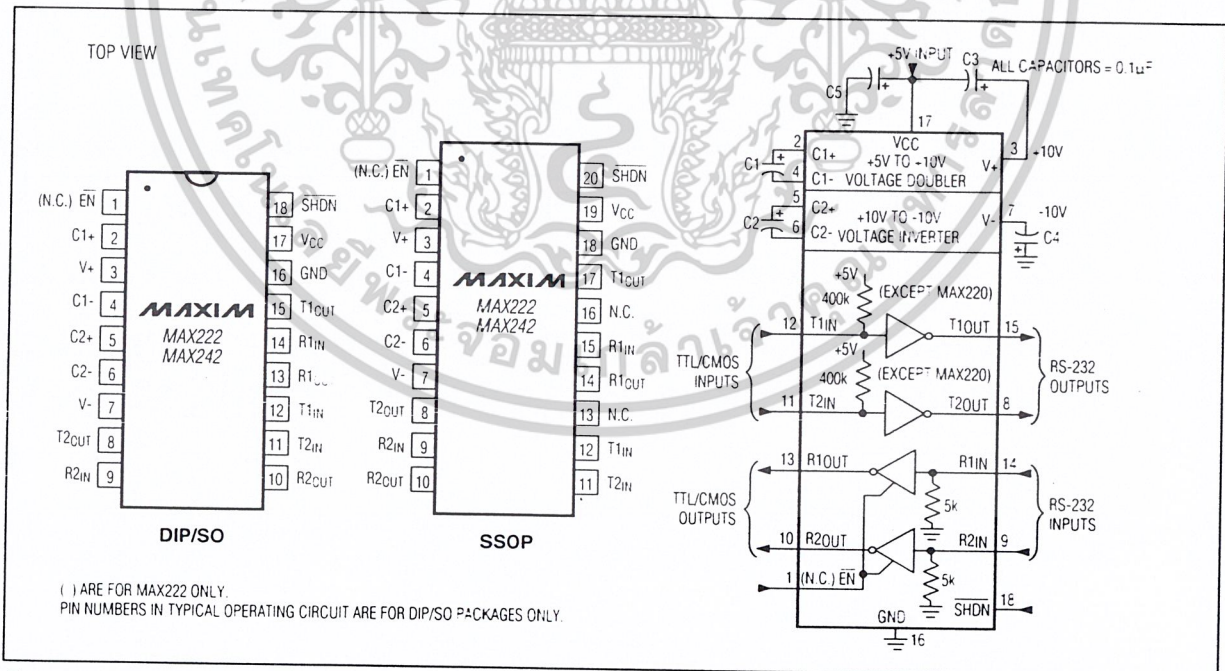 TOP VIEW
(N.C.) EN 1
C1+ 2
V+ 3
C1- 4
C2+ 5
C2- 6
V- 7
T2OUT 8
R2IN 9
18 SHDN
17 VCC
16 GND
15 T1OUT
14 R1IN
13 R1
12 T1IN
11 T2IN
10 R2OUT
MAXIM
MAX222
MAX242
DIP/SO
(N.C.) EN 1
C1+ 2
V+ 3
C1- 4
C2+ 5
C2- 6
V- 7
T2OUT 8
R2IN 9
R2OUT 10
20 SHDN
19 VCC
18 GND
17 T1OUT
16 N.C.
15 R1IN
14 R1OUT
13 N.C.
12 T1IN
11 T2IN
MAXIM
MAX222
MAX242
SSOP
+5V INPUT
C3
ALL CAPACITORS = 0.1µF
C5
17
2
VCC
3
+10V
C1
C1+
+5V TO +10V
V+
4
C1- VOLTAGE DOUBLER
5
C2+
+10V TO -10V
V-
7
-10V
C2
6
C2- VOLTAGE INVERTER
C4
+5V
400k
(EXCEPT MAX220)
12 T1IN
T1OUT 15
+5V
TTL/CMOS
INPUTS
400k
(EXCEPT MAX220)
RS-232
OUTPUTS
11 T2IN
T2OUT 8
13 R1OUT
R1IN 14
TTL/CMOS
OUTPUTS
5k
RS-232
INPUTS
10 R2OUT
R2IN 9
1 (N.C.) EN
5k
SHDN 18
GND
16
( ) ARE FOR MAX222 ONLY.
PIN NUMBERS IN TYPICAL OPERATING CIRCUIT ARE FOR DIP/SO PACKAGES ONLY.